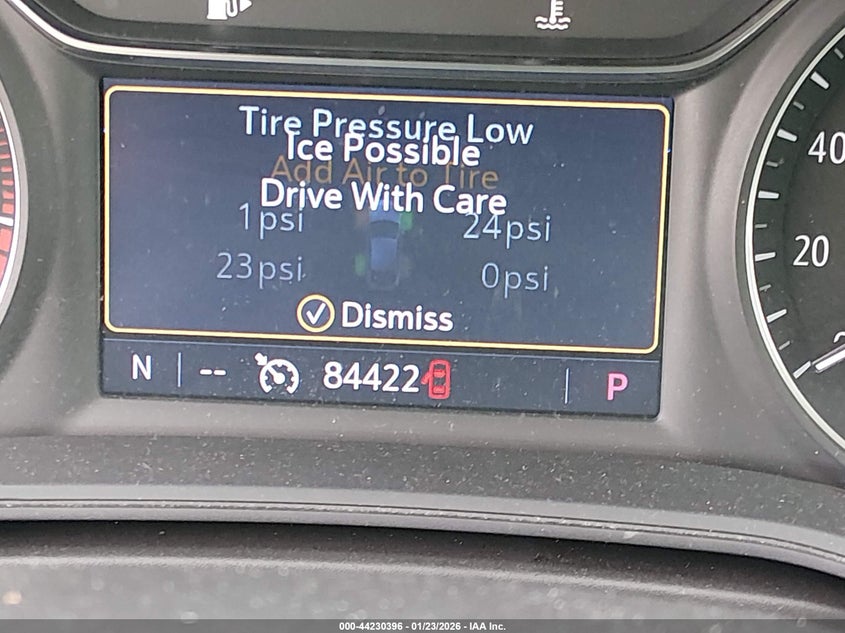 Tire Pressure Low
Ice Possible
Add Air to Tire
Drive With Care
1psi 24psi
23psi 0psi
Dismiss
N -- 84422 P
40
20
000-44230396 - 01/23/2026 - IAA Inc.